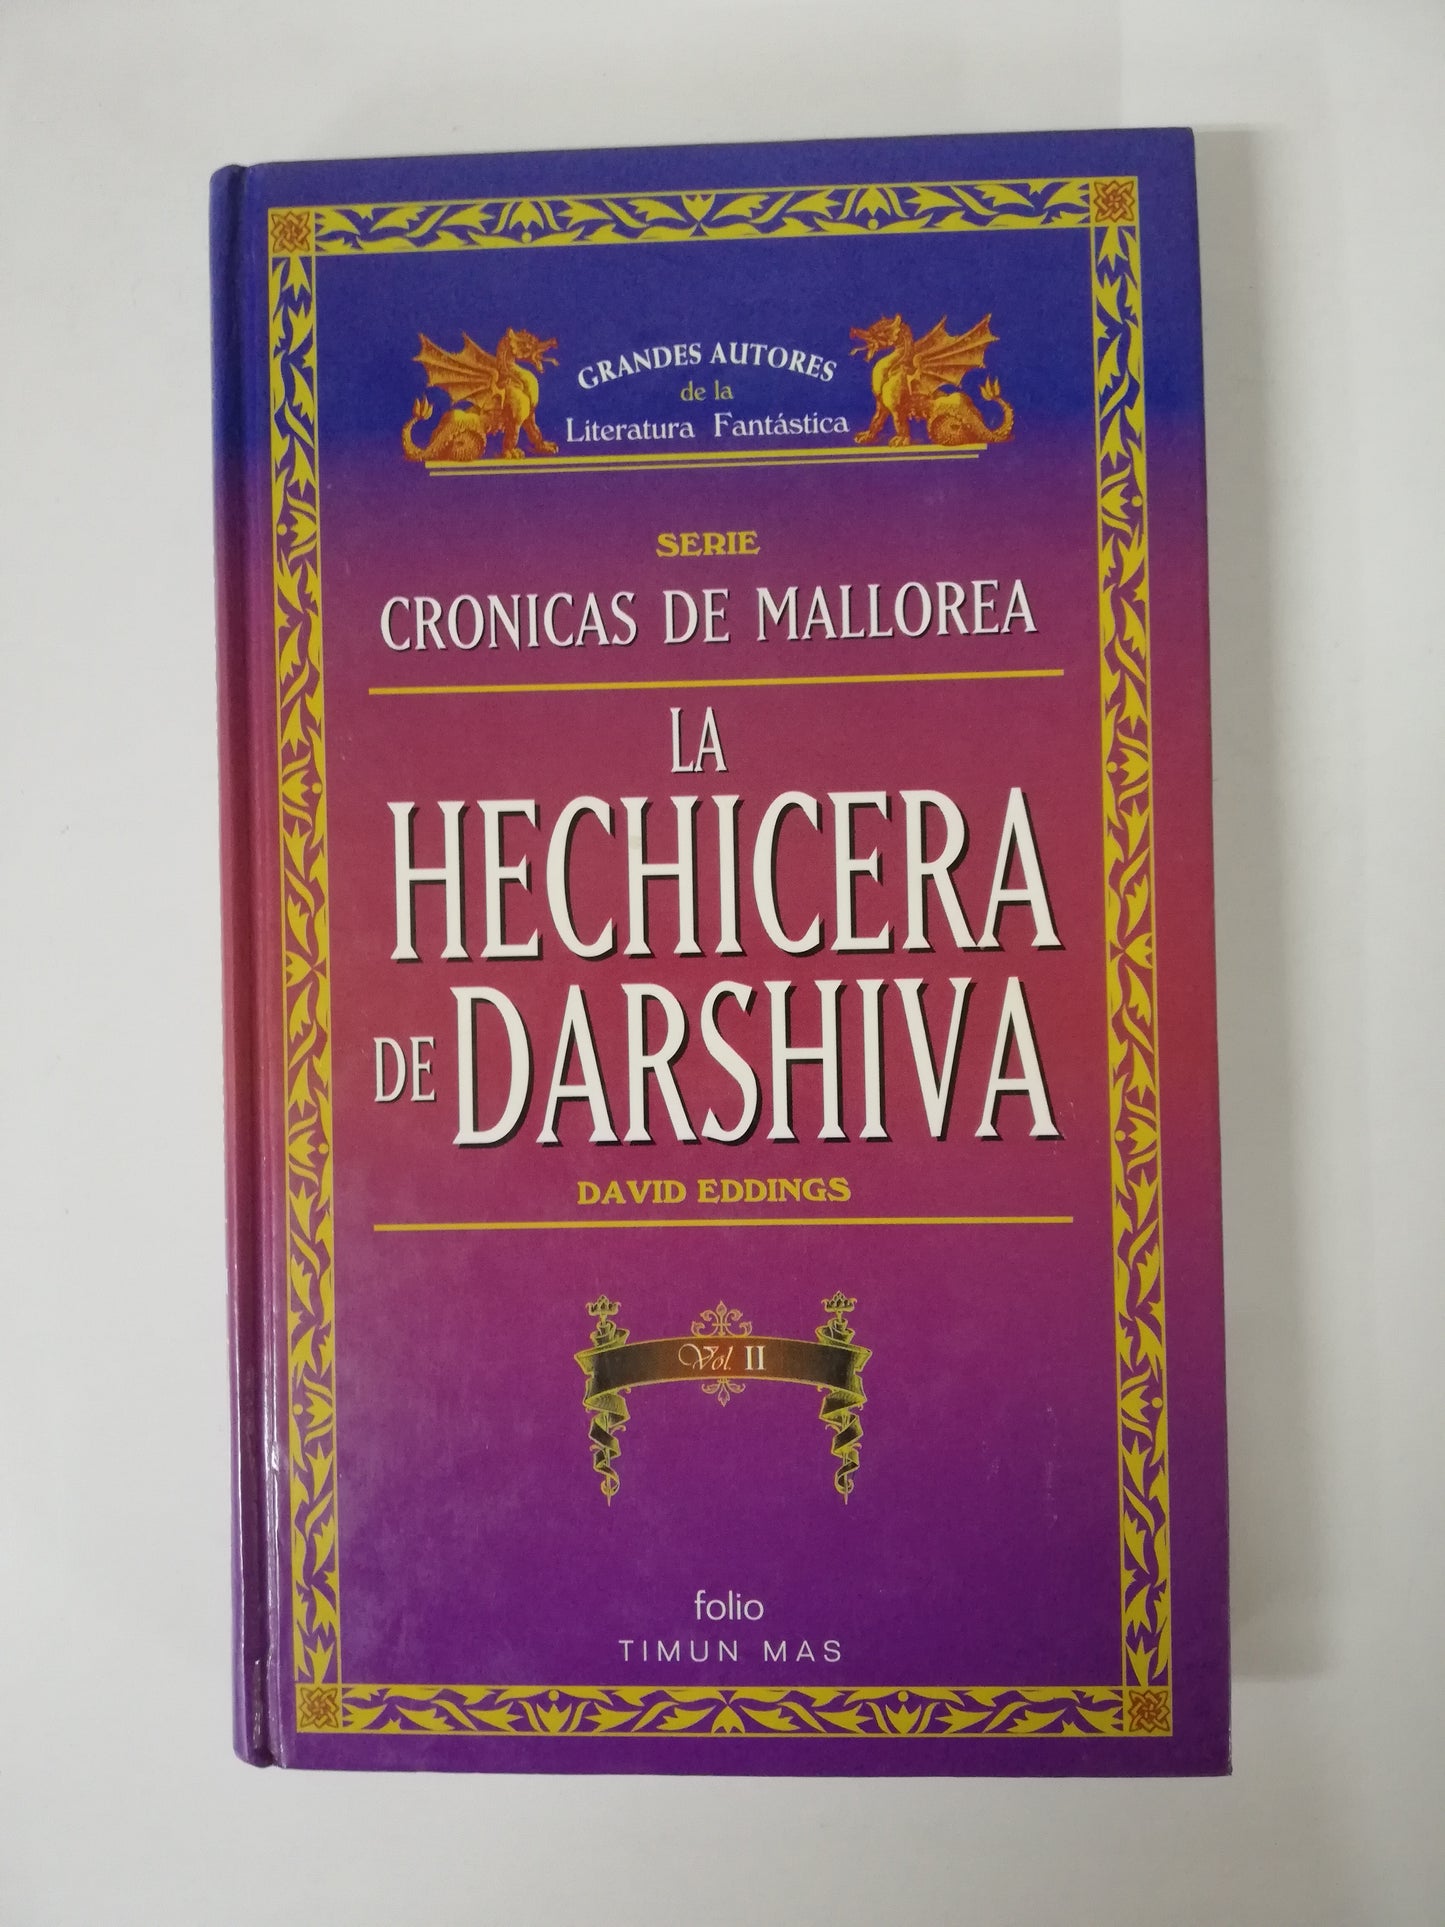 GRANDES AUTORES
de la
Literatura Fantástica
SERIE
CRONICAS DE MALLOREA
LA
HECHICERA
DE DARSHIVA
DAVID EDDINGS
Vol. II
folio
TIMUN MAS